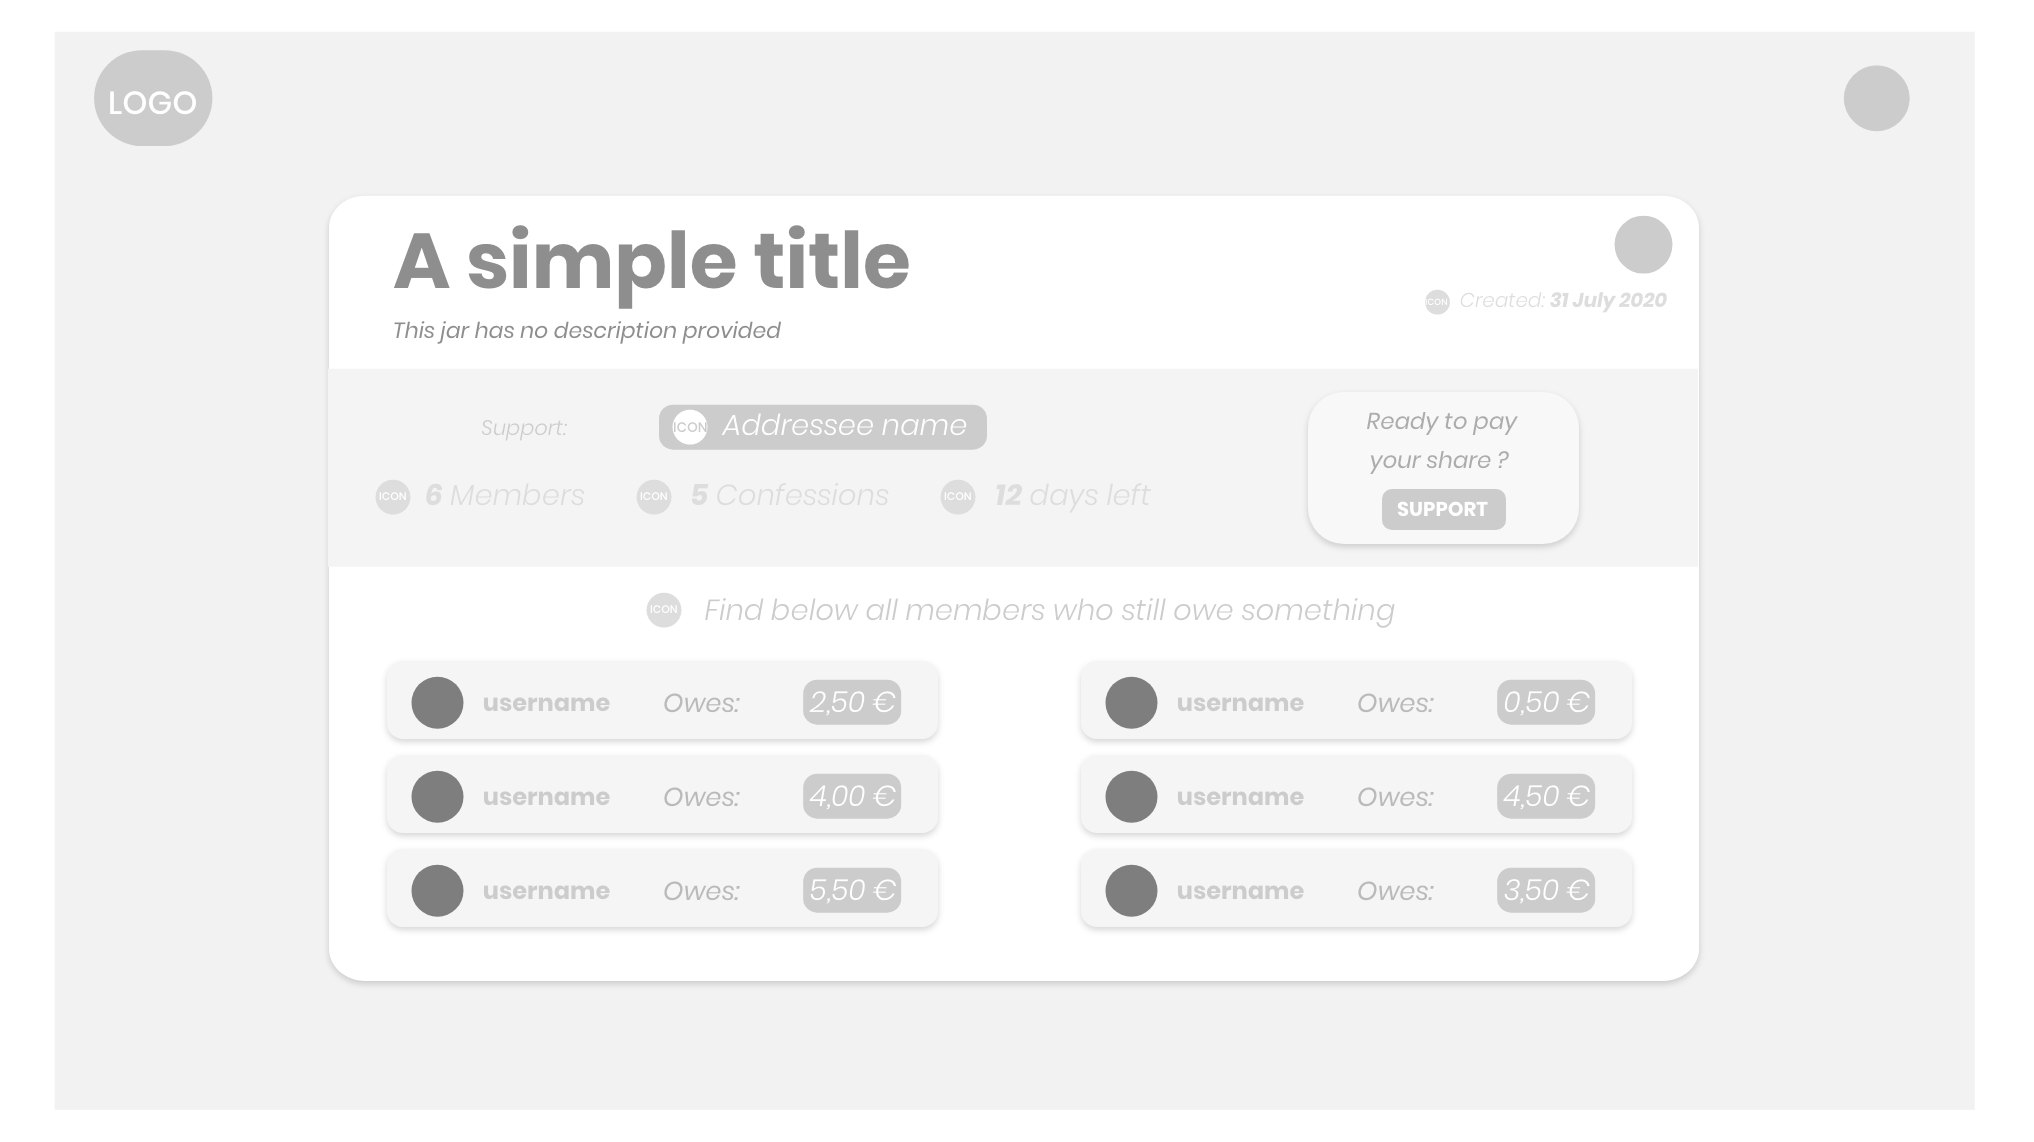 LOGO
A simple title
ICON Created: 31 July 2020
This jar has no description provided
Support:
ICON Addressee name
ICON 6 Members
ICON 5 Confessions
ICON 12 days left
Ready to pay
your share ?
SUPPORT
ICON Find below all members who still owe something
username Owes: 2,50 €
username Owes: 0,50 €
username Owes: 4,00 €
username Owes: 4,50 €
username Owes: 5,50 €
username Owes: 3,50 €